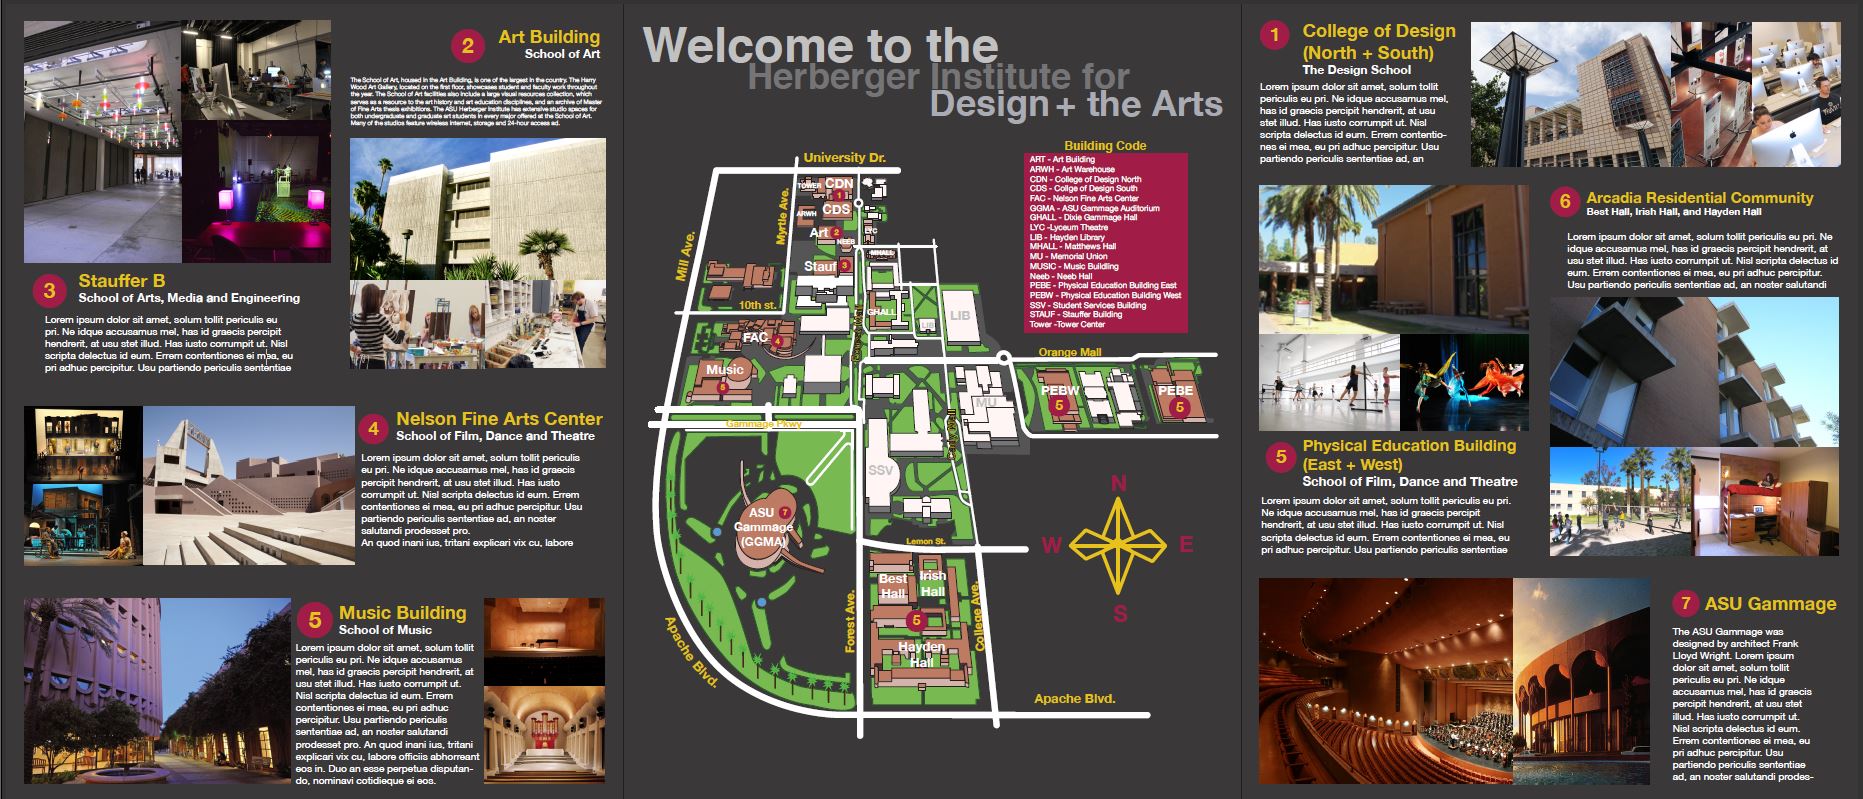 2
Art Building
School of Art
The School of Art, housed in the Art Building, is one of the largest in the country. The Harry
Wood Art Gallery, located on the first floor, showcases student and faculty work throughout
the year. The School of Art facilities also include a large visual resources collection, which
serves as a resource to the art history and art education disciplines, and an archive of Master
of Fine Arts thesis exhibitions. The ASU Herberger Institute has extensive studio spaces for
both undergraduate and graduate art students in every major offered at the School of Art.
Many of the studios feature wireless internet, storage and 24-hour access ad.
3
Stauffer B
School of Arts, Media and Engineering
Lorem ipsum dolor sit amet, solum tollit periculis eu
pri. Ne idque accusamus mel, has id graecis percipit
hendrerit, at usu stet illud. Has iusto corrumpit ut. Nisl
scripta delectus id eum. Errem contentiones ei mea, eu
pri adhuc percipitur. Usu partiendo periculis sententiae
4
Nelson Fine Arts Center
School of Film, Dance and Theatre
Lorem ipsum dolor sit amet, solum tollit periculis
eu pri. Ne idque accusamus mel, has id graecis
percipit hendrerit, at usu stet illud. Has iusto
corrumpit ut. Nisl scripta delectus id eum. Errem
contentiones ei mea, eu pri adhuc percipitur. Usu
partiendo periculis sententiae ad, an noster
salutandi prodesset pro.
An quod inani ius, tritani explicari vix cu, labore
5
Music Building
School of Music
Lorem ipsum dolor sit amet, solum tollit
periculis eu pri. Ne idque accusamus
mel, has id graecis percipit hendrerit, at
usu stet illud. Has iusto corrumpit ut.
Nisl scripta delectus id eum. Errem
contentiones ei mea, eu pri adhuc
percipitur. Usu partiendo periculis
sententiae ad, an noster salutandi
prodesset pro. An quod inani ius, tritani
explicari vix cu, labore officiis abhorreant
eos in. Duo an esse perpetua disputan-
do, nominavi cotidieque ei eos.
Welcome to the
Herberger Institute for
Design + the Arts
Building Code
ART - Art Building
ARWH - Art Warehouse
CDN - College of Design North
CDS - Collge of Design South
FAC - Nelson Fine Arts Center
GGMA - ASU Gammage Auditorium
GHALL - Dixie Gammage Hall
LYC -Lyceum Theatre
LIB - Hayden Library
MHALL - Matthews Hall
MU - Memorial Union
MUSIC - Music Buildling
Neeb - Neeb Hall
PEBE - Physical Education Building East
PEBW - Physical Education Building West
SSV - Student Services Building
STAUF - Stauffer Building
Tower -Tower Center
University Dr.
Mill Ave.
Myrtle Ave.
TOWER
CDN
1
CDS
ARWH
Art 2
NEEB
LYC
MHALL
Stauf 3
10th st.
GHALL
LIB
LIB
FAC 4
Music
5
Orange Mall
PEBW
5
PEBE
5
MU
Cady Mall
Gammage Pkwy
SSV
ASU 7
Gammage
(GGMA)
Lemon St.
Best
Hall
Irish
Hall
5
Hayden
Hall
Forest Ave.
College Ave.
Apache Blvd.
Apache Blvd.
N
W
E
S
1
College of Design
(North + South)
The Design School
Lorem ipsum dolor sit amet, solum tollit
periculis eu pri. Ne idque accusamus mel,
has id graecis percipit hendrerit, at usu
stet illud. Has iusto corrumpit ut. Nisl
scripta delectus id eum. Errem contentio-
nes ei mea, eu pri adhuc percipitur. Usu
partiendo periculis sententiae ad, an
6
Arcadia Residential Community
Best Hall, Irish Hall, and Hayden Hall
Lorem ipsum dolor sit amet, solum tollit periculis eu pri. Ne
idque accusamus mel, has id graecis percipit hendrerit, at
usu stet illud. Has iusto corrumpit ut. Nisl scripta delectus id
eum. Errem contentiones ei mea, eu pri adhuc percipitur.
Usu partiendo periculis sententiae ad, an noster salutandi
5
Physical Education Building
(East + West)
School of Film, Dance and Theatre
Lorem ipsum dolor sit amet, solum tollit periculis eu pri.
Ne idque accusamus mel, has id graecis percipit
hendrerit, at usu stet illud. Has iusto corrumpit ut. Nisl
scripta delectus id eum. Errem contentiones ei mea, eu
pri adhuc percipitur. Usu partiendo periculis sententiae
7
ASU Gammage
The ASU Gammage was
designed by architect Frank
Lloyd Wright. Lorem ipsum
dolor sit amet, solum tollit
periculis eu pri. Ne idque
accusamus mel, has id graecis
percipit hendrerit, at usu stet
illud. Has iusto corrumpit ut.
Nisl scripta delectus id eum.
Errem contentiones ei mea, eu
pri adhuc percipitur. Usu
partiendo periculis sententiae
ad, an noster salutandi prodes-